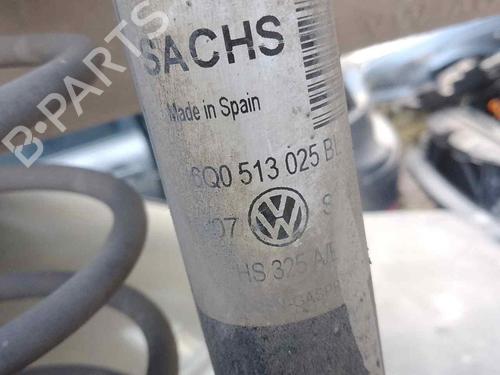 SACHS
Made in Spain
6Q0 513 025 B
07 S
HS 325 A/
B-PARTS